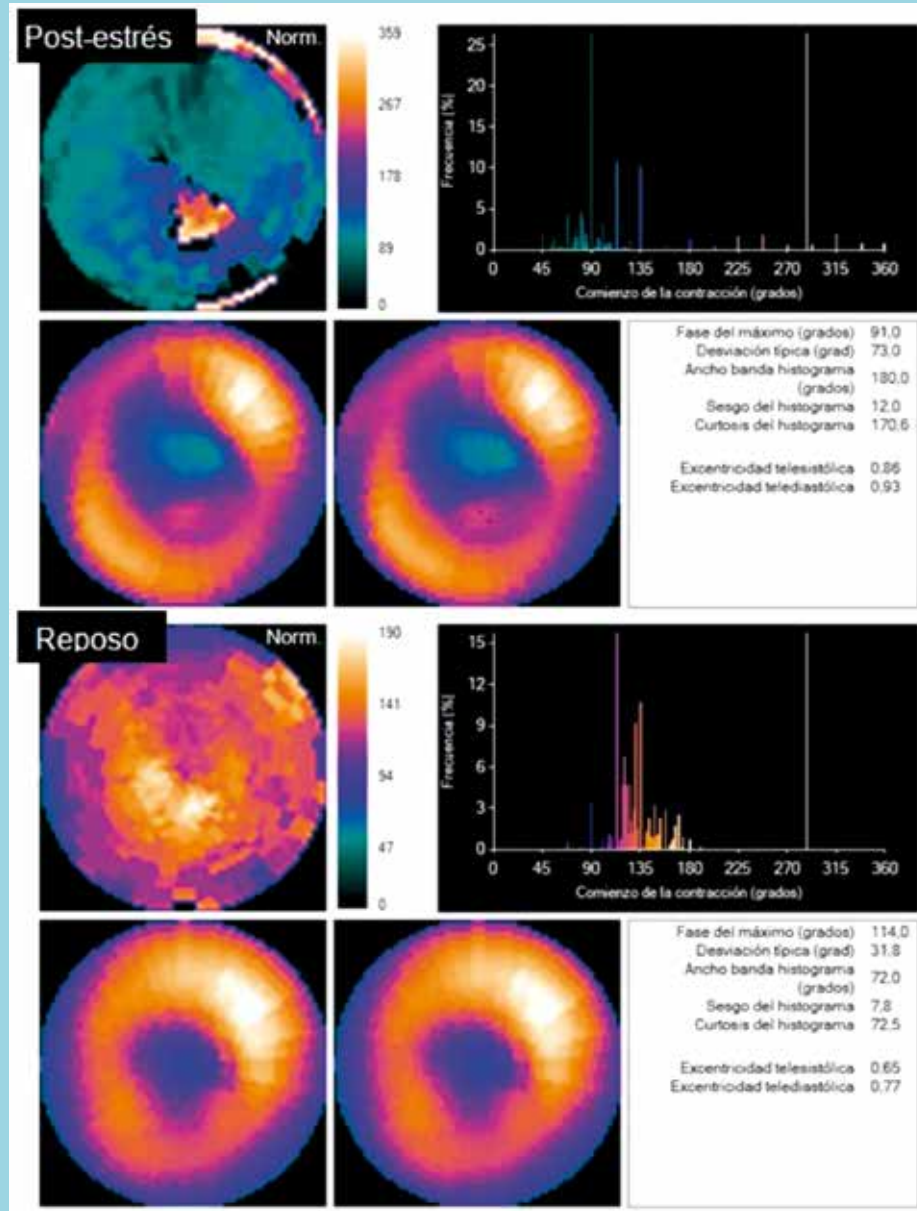 Post-estrés
Norm.
359
267
178
89
0
Frecuencia (%)
25
20
15
10
5
0
0 45 90 135 180 225 270 315 360
Comienzo de la contracción (grados)
Fase del máximo (grados) 91,0
Desviación típica (grad) 73,0
Ancho banda histograma
(grados) 180,0
Sesgo del histograma 12,0
Curtosis del histograma 170,6
Excentricidad telesistólica 0,86
Excentricidad telediastólica 0,93
Reposo
Norm.
190
141
94
47
0
Frecuencia (%)
15
12
9
6
3
0
0 45 90 135 180 225 270 315 360
Comienzo de la contracción (grados)
Fase del máximo (grados) 114,0
Desviación típica (grad) 31,8
Ancho banda histograma
(grados) 72,0
Sesgo del histograma 7,8
Curtosis del histograma 72,5
Excentricidad telesistólica 0,65
Excentricidad telediastólica 0,77